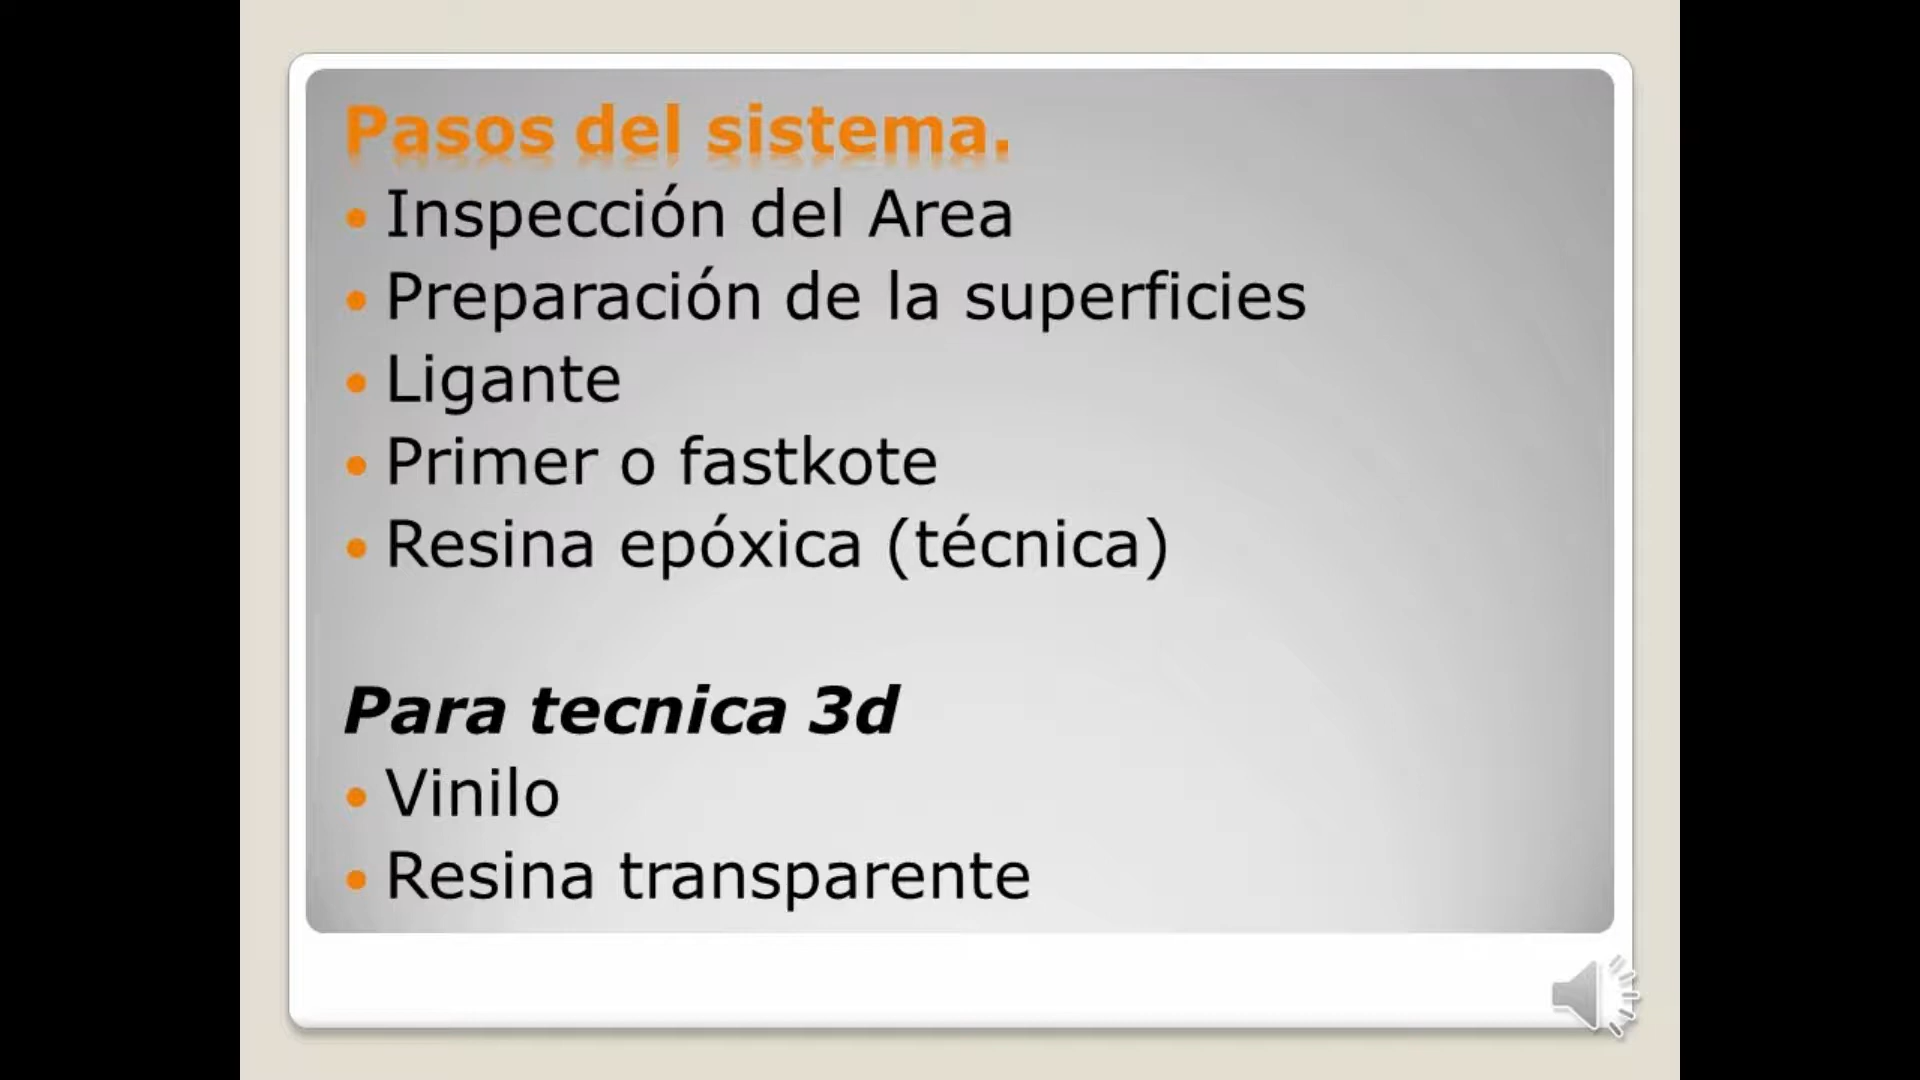 Pasos del sistema.
• Inspección del Area
• Preparación de la superficies
• Ligante
• Primer o fastkote
• Resina epóxica (técnica)
Para tecnica 3d
• Vinilo
• Resina transparente